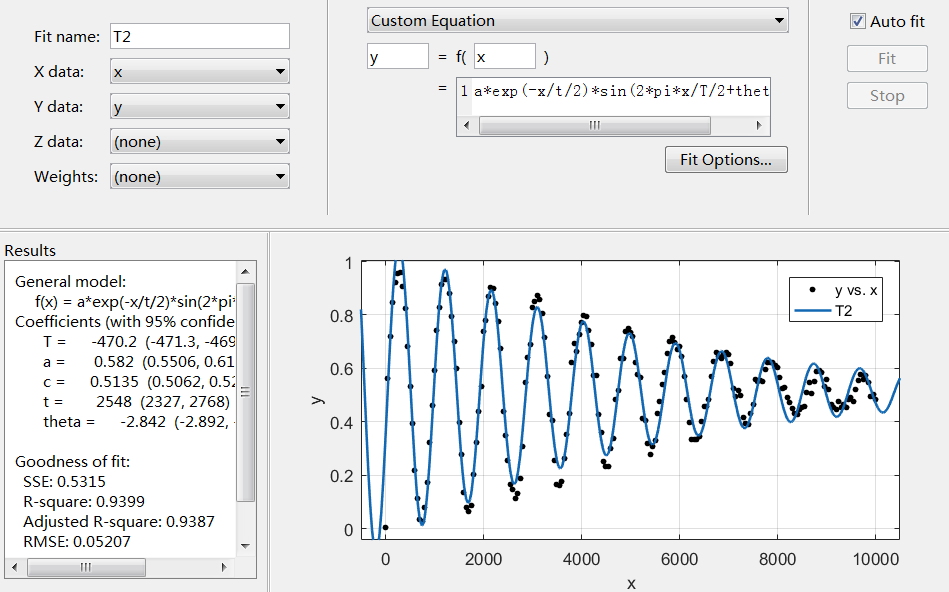 Fit name: T2
X data: x
Y data: y
Z data: (none)
Weights: (none)
Custom Equation
y = f( x )
= 1 a*exp(-x/t/2)*sin(2*pi*x/T/2+thet
Fit Options...
Auto fit
Fit
Stop
Results
General model:
f(x) = a*exp(-x/t/2)*sin(2*pi*
Coefficients (with 95% confide
T = -470.2 (-471.3, -469
a = 0.582 (0.5506, 0.61
c = 0.5135 (0.5062, 0.52
t = 2548 (2327, 2768)
theta = -2.842 (-2.892, -
Goodness of fit:
SSE: 0.5315
R-square: 0.9399
Adjusted R-square: 0.9387
RMSE: 0.05207
y vs. x
T2
1
0.8
0.6
0.4
0.2
0
y
0 2000 4000 6000 8000 10000
x